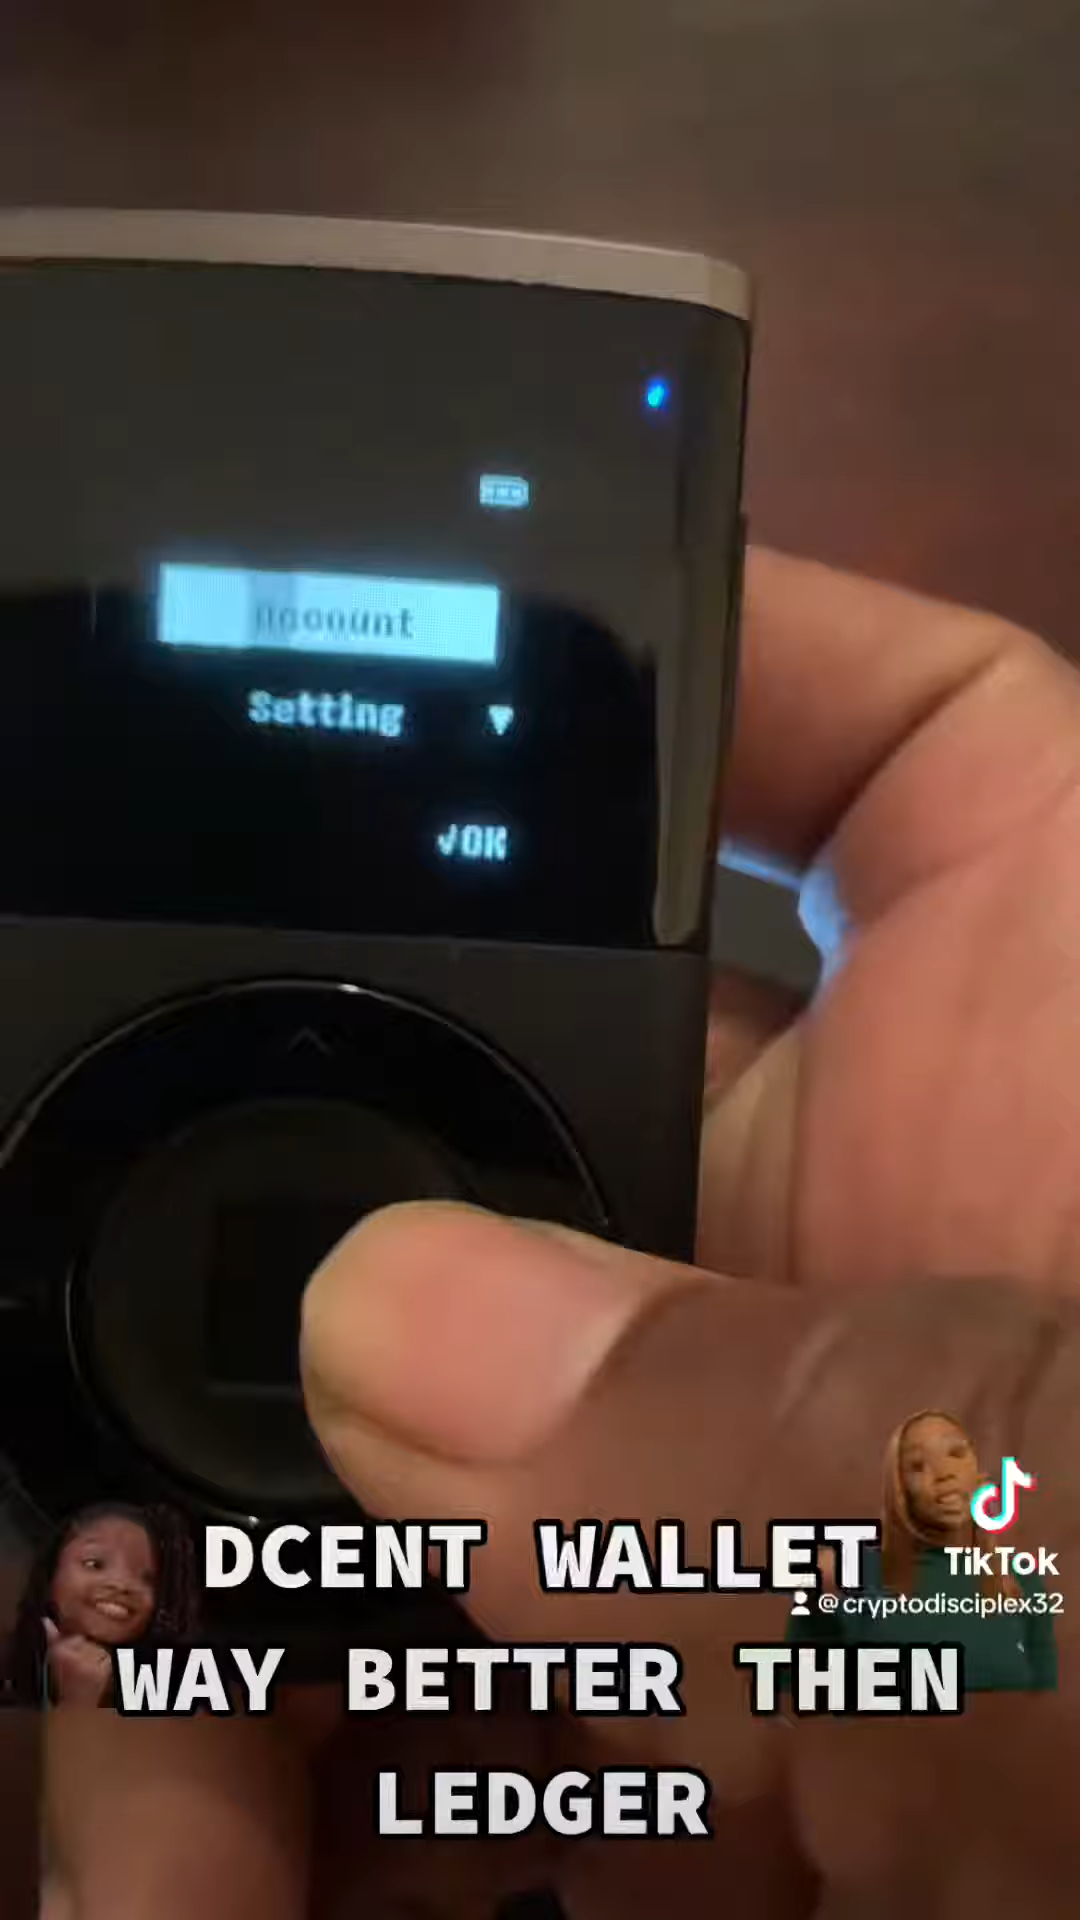 account
Setting
√OK
TikTok
@cryptodisciplex32
DCENT WALLET
WAY BETTER THEN
LEDGER